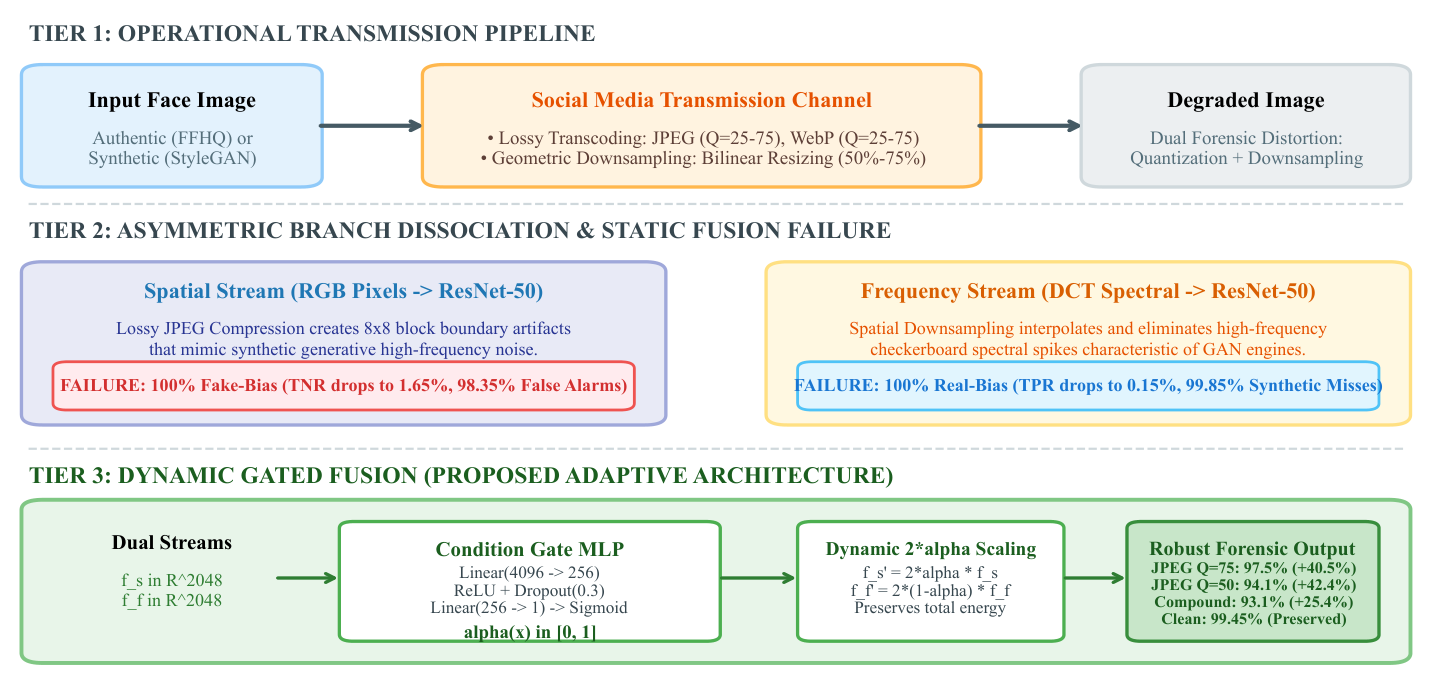 TIER 1: OPERATIONAL TRANSMISSION PIPELINE
Input Face Image
Authentic (FFHQ) or
Synthetic (StyleGAN)
Social Media Transmission Channel
• Lossy Transcoding: JPEG (Q=25-75), WebP (Q=25-75)
• Geometric Downsampling: Bilinear Resizing (50%-75%)
Degraded Image
Dual Forensic Distortion:
Quantization + Downsampling
TIER 2: ASYMMETRIC BRANCH DISSOCIATION & STATIC FUSION FAILURE
Spatial Stream (RGB Pixels -> ResNet-50)
Lossy JPEG Compression creates 8x8 block boundary artifacts
that mimic synthetic generative high-frequency noise.
FAILURE: 100% Fake-Bias (TNR drops to 1.65%, 98.35% False Alarms)
Frequency Stream (DCT Spectral -> ResNet-50)
Spatial Downsampling interpolates and eliminates high-frequency
checkerboard spectral spikes characteristic of GAN engines.
FAILURE: 100% Real-Bias (TPR drops to 0.15%, 99.85% Synthetic Misses)
TIER 3: DYNAMIC GATED FUSION (PROPOSED ADAPTIVE ARCHITECTURE)
Dual Streams
f_s in R^2048
f_f in R^2048
Condition Gate MLP
Linear(4096 -> 256)
ReLU + Dropout(0.3)
Linear(256 -> 1) -> Sigmoid
alpha(x) in [0, 1]
Dynamic 2*alpha Scaling
f_s' = 2*alpha * f_s
f_f' = 2*(1-alpha) * f_f
Preserves total energy
Robust Forensic Output
JPEG Q=75: 97.5% (+40.5%)
JPEG Q=50: 94.1% (+42.4%)
Compound: 93.1% (+25.4%)
Clean: 99.45% (Preserved)